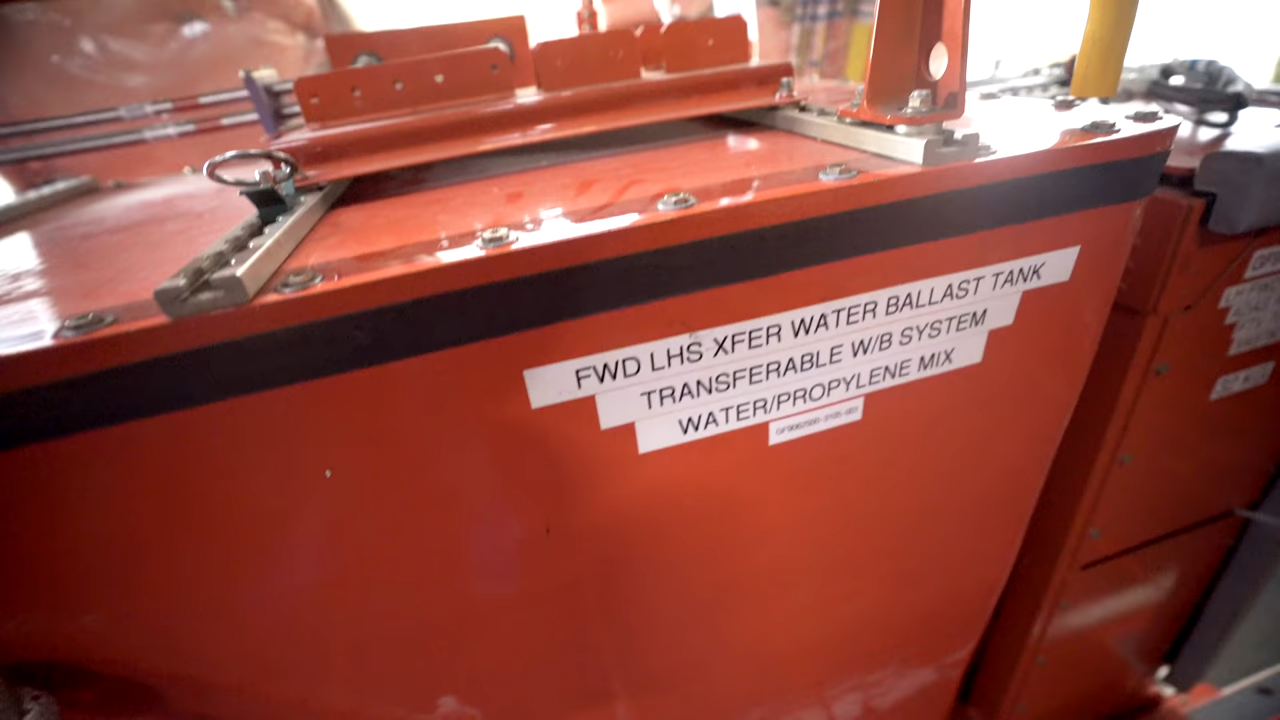 FWD LHS XFER WATER BALLAST TANK
TRANSFERABLE W/B SYSTEM
WATER/PROPYLENE MIX